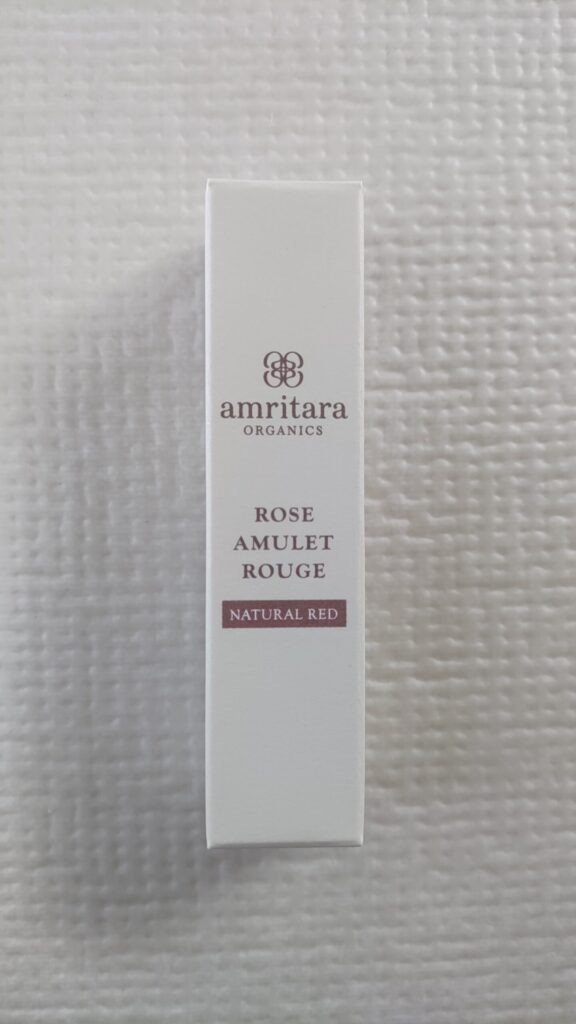 amritara
ORGANICS
ROSE
AMULET
ROUGE
NATURAL RED